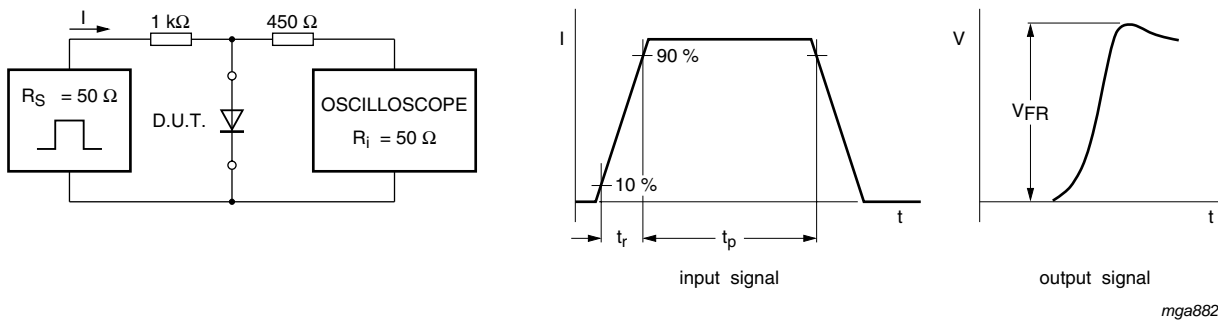 I
1 kΩ
450 Ω
R_S = 50 Ω
D.U.T.
OSCILLOSCOPE
R_i = 50 Ω
I
90 %
10 %
t
t_r
t_p
input signal
V
V_FR
t
output signal
mga882